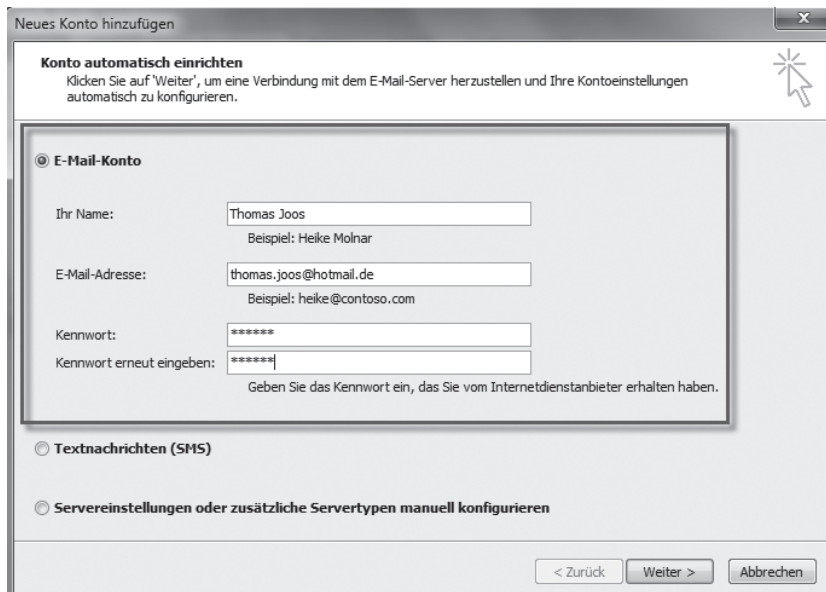 Neues Konto hinzufügen
Konto automatisch einrichten
Klicken Sie auf 'Weiter', um eine Verbindung mit dem E-Mail-Server herzustellen und Ihre Kontoeinstellungen
automatisch zu konfigurieren.
E-Mail-Konto
Ihr Name: Thomas Joos
Beispiel: Heike Molnar
E-Mail-Adresse: thomas.joos@hotmail.de
Beispiel: heike@contoso.com
Kennwort: ******
Kennwort erneut eingeben: ******
Geben Sie das Kennwort ein, das Sie vom Internetdienstanbieter erhalten haben.
Textnachrichten (SMS)
Servereinstellungen oder zusätzliche Servertypen manuell konfigurieren
< Zurück Weiter > Abbrechen